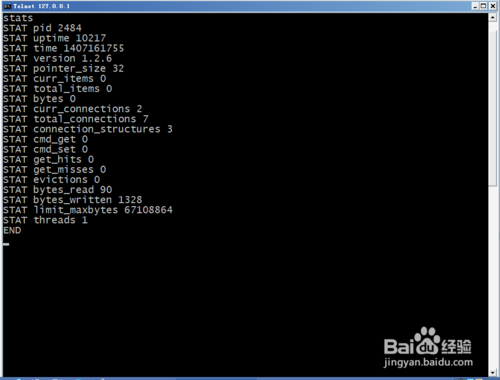 Telnet 127.0.0.1
stats
STAT pid 2484
STAT uptime 10217
STAT time 1407161755
STAT version 1.2.6
STAT pointer_size 32
STAT curr_items 0
STAT total_items 0
STAT bytes 0
STAT curr_connections 2
STAT total_connections 7
STAT connection_structures 3
STAT cmd_get 0
STAT cmd_set 0
STAT get_hits 0
STAT get_misses 0
STAT evictions 0
STAT bytes_read 90
STAT bytes_written 1328
STAT limit_maxbytes 67108864
STAT threads 1
END
Baidu经验
jingyan.baidu.com